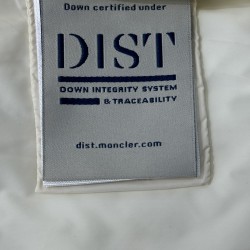 Down certified under
DIST
DOWN INTEGRITY SYSTEM
& TRACEABILITY
dist.moncler.com